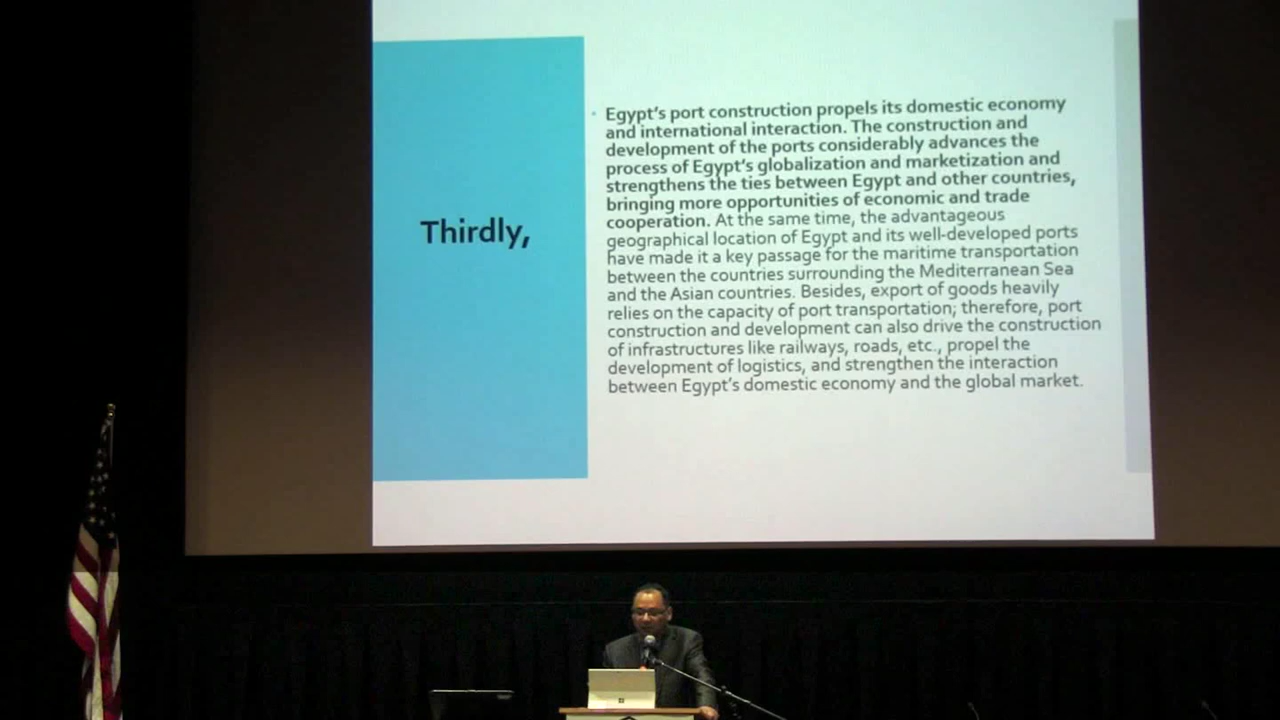 Thirdly,
Egypt's port construction propels its domestic economy
and international interaction. The construction and
development of the ports considerably advances the
process of Egypt's globalization and marketization and
strengthens the ties between Egypt and other countries,
bringing more opportunities of economic and trade
cooperation. At the same time, the advantageous
geographical location of Egypt and its well-developed ports
have made it a key passage for the maritime transportation
between the countries surrounding the Mediterranean Sea
and the Asian countries. Besides, export of goods heavily
relies on the capacity of port transportation; therefore, port
construction and development can also drive the construction
of infrastructures like railways, roads, etc., propel the
development of logistics, and strengthen the interaction
between Egypt's domestic economy and the global market.